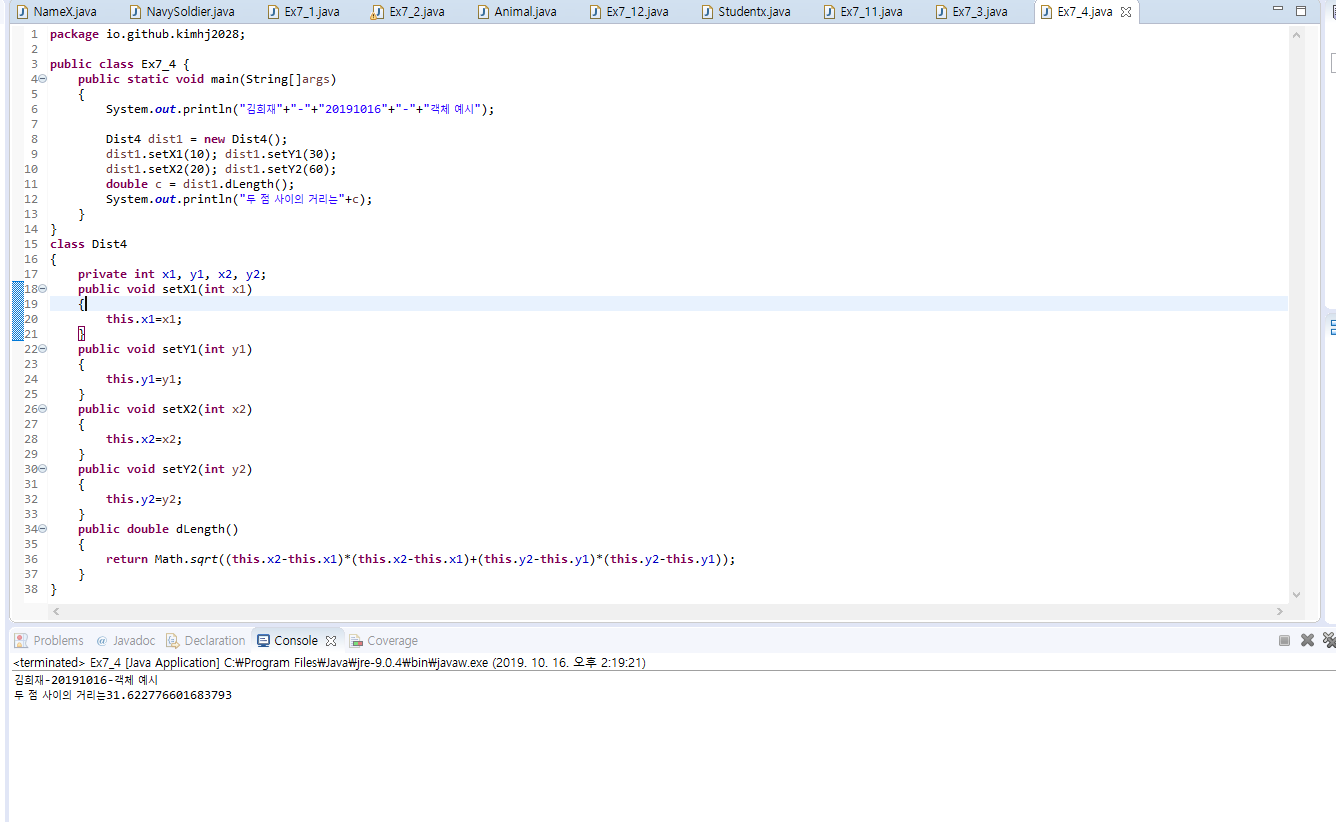 NameX.java NavySoldier.java Ex7_1.java Ex7_2.java Animal.java Ex7_12.java Studentx.java Ex7_11.java Ex7_3.java Ex7_4.java
1 package io.github.kimhj2028;
2
3 public class Ex7_4 {
4 public static void main(String[]args)
5 {
6 System.out.println("김희재"+"-"+"20191016"+"-"+"객체 예시");
7
8 Dist4 dist1 = new Dist4();
9 dist1.setX1(10); dist1.setY1(30);
10 dist1.setX2(20); dist1.setY2(60);
11 double c = dist1.dLength();
12 System.out.println("두 점 사이의 거리는"+c);
13 }
14 }
15 class Dist4
16 {
17 private int x1, y1, x2, y2;
18 public void setX1(int x1)
19 {
20 this.x1=x1;
21 }
22 public void setY1(int y1)
23 {
24 this.y1=y1;
25 }
26 public void setX2(int x2)
27 {
28 this.x2=x2;
29 }
30 public void setY2(int y2)
31 {
32 this.y2=y2;
33 }
34 public double dLength()
35 {
36 return Math.sqrt((this.x2-this.x1)*(this.x2-this.x1)+(this.y2-this.y1)*(this.y2-this.y1));
37 }
38 }
Problems @ Javadoc Declaration Console Coverage
<terminated> Ex7_4 [Java Application] C:₩Program Files₩Java₩jre-9.0.4₩bin₩javaw.exe (2019. 10. 16. 오후 2:19:21)
김희재-20191016-객체 예시
두 점 사이의 거리는31.622776601683793